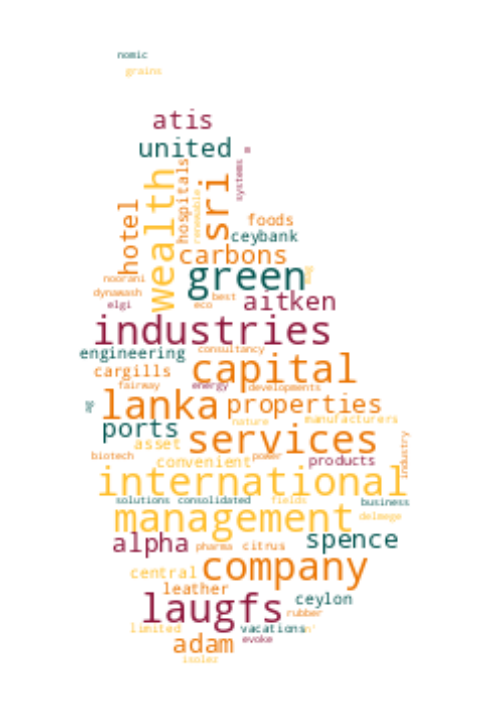 nomic
grains
atis
united
hospitals
systems
wealth
sri
renewable
hotel
foods
ceybank
carbons
green
noorani
dynawash
best
aitken
elgi
eco
industries
engineering
consultancy
cargills
capital
fairway
energy
developments
lanka
properties
ag
nature
manufacturers
ports
services
asset
industry
biotech
convenient
power
products
international
solutions
consolidated
fields
business
management
delmege
alpha
pharma
citrus
spence
central
company
leather
ceylon
laugfs
rubber
limited
vacations
adam
evoke
isolez